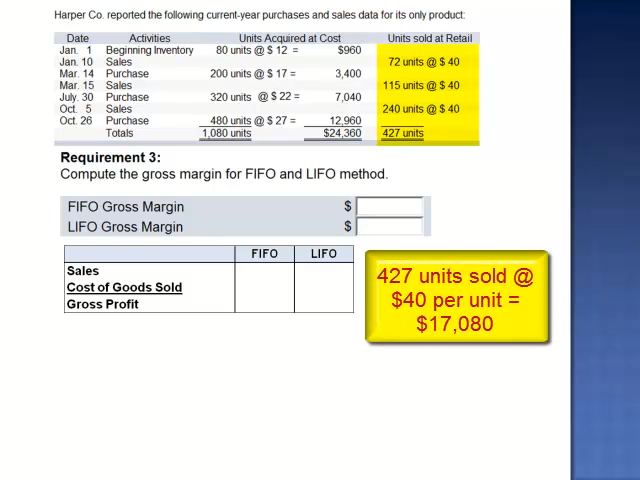 Harper Co. reported the following current-year purchases and sales data for its only product:
Date Activities Units Acquired at Cost Units sold at Retail
Jan. 1 Beginning Inventory 80 units @ $ 12 = $960
Jan. 10 Sales 72 units @ $ 40
Mar. 14 Purchase 200 units @ $ 17 = 3,400
Mar. 15 Sales 115 units @ $ 40
July. 30 Purchase 320 units @ $ 22 = 7,040
Oct. 5 Sales 240 units @ $ 40
Oct. 26 Purchase 480 units @ $ 27 = 12,960
Totals 1,080 units $24,360 427 units
Requirement 3:
Compute the gross margin for FIFO and LIFO method.
FIFO Gross Margin $
LIFO Gross Margin $
FIFO LIFO
Sales
Cost of Goods Sold
Gross Profit
427 units sold @
$40 per unit =
$17,080